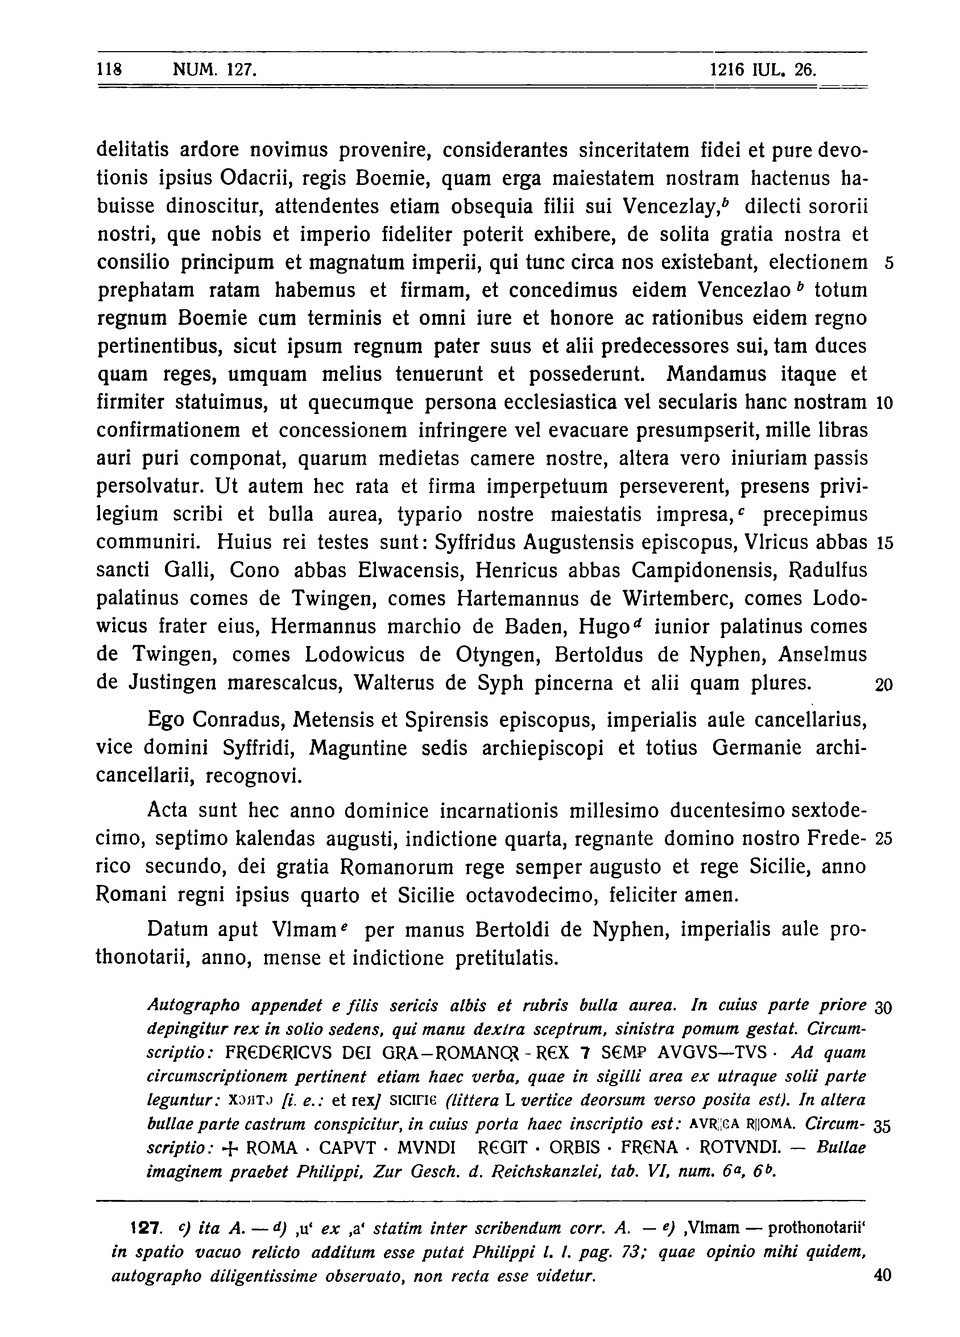 118 NUM. 127. 1216 IUL. 26.
delitatis ardore novimus provenire, considerantes sinceritatem fidei et pure devo-
tionis ipsius Odacrii, regis Boemie, quam erga maiestatem nostram hactenus ha-
buisse dinoscitur, attendentes etiam obsequia filii sui Vencezlay,b dilecti sororii
nostri, que nobis et imperio fideliter poterit exhibere, de solita gratia nostra et
consilio principum et magnatum imperii, qui tunc circa nos existebant, electionem 5
prephatam ratam habemus et firmam, et concedimus eidem Vencezlao b totum
regnum Boemie cum terminis et omni iure et honore ac rationibus eidem regno
pertinentibus, sicut ipsum regnum pater suus et alii predecessores sui, tam duces
quam reges, umquam melius tenuerunt et possederunt. Mandamus itaque et
firmiter statuimus, ut quecumque persona ecclesiastica vel secularis hanc nostram 10
confirmationem et concessionem infringere vel evacuare presumpserit, mille libras
auri puri componat, quarum medietas camere nostre, altera vero iniuriam passis
persolvatur. Ut autem hec rata et firma imperpetuum perseverent, presens privi-
legium scribi et bulla aurea, typario nostre maiestatis impressa,c precepimus
communiri. Huius rei testes sunt: Syffridus Augustensis episcopus, Vlricus abbas 15
sancti Galli, Cono abbas Elwacensis, Henricus abbas Campidonensis, Radulfus
palatinus comes de Twingen, comes Hartemannus de Wirtemberc, comes Lodo-
wicus frater eius, Hermannus marchio de Baden, Hugo d iunior palatinus comes
de Twingen, comes Lodowicus de Otyngen, Bertoldus de Nyphen, Anselmus
de Justingen marescalcus, Walterus de Syph pincerna et alii quam plures. 20
Ego Conradus, Metensis et Spirensis episcopus, imperialis aule cancellarius,
vice domini Syffridi, Maguntine sedis archiepiscopi et totius Germanie archi-
cancellarii, recognovi.
Acta sunt hec anno dominice incarnationis millesimo ducentesimo sextode-
cimo, septimo kalendas augusti, indictione quarta, regnante domino nostro Frede- 25
rico secundo, dei gratia Romanorum rege semper augusto et rege Sicilie, anno
Romani regni ipsius quarto et Sicilie octavodecimo, feliciter amen.
Datum aput Vlmam e per manus Bertoldi de Nyphen, imperialis aule pro-
thonotarii, anno, mense et indictione pretitulatis.
Autographo appendet e filis sericis albis et rubris bulla aurea. In cuius parte priore 30
depingitur rex in solio sedens, qui manu dextra sceptrum, sinistra pomum gestat. Circum-
scriptio: FREDERICVS DEI GRA—ROMANOR - REX 7 SEMP AVGVS—TVS · Ad quam
circumscriptionem pertinent etiam haec verba, quae in sigilli area ex utraque solii parte
leguntur: [i. e.: et rex] (littera L vertice deorsum verso posita est). In altera
bullae parte castrum conspicitur, in cuius porta haec inscriptio est: ROMA. Circum- 35
scriptio: + ROMA · CAPVT · MVNDI REGIT · ORBIS · FRENA · ROTVNDI. — Bullae
imaginem praebet Philippi, Zur Gesch. d. Reichskanzlei, tab. VI, num. 6a, 6b.
127. c) ita A. — d) ‚u‘ ex ‚a‘ statim inter scribendum corr. A. — e) ‚Vlmam — prothonotarii‘
in spatio vacuo relicto additum esse putat Philippi l. l. pag. 73; quae opinio mihi quidem,
autographo diligentissime observato, non recta esse videtur. 40